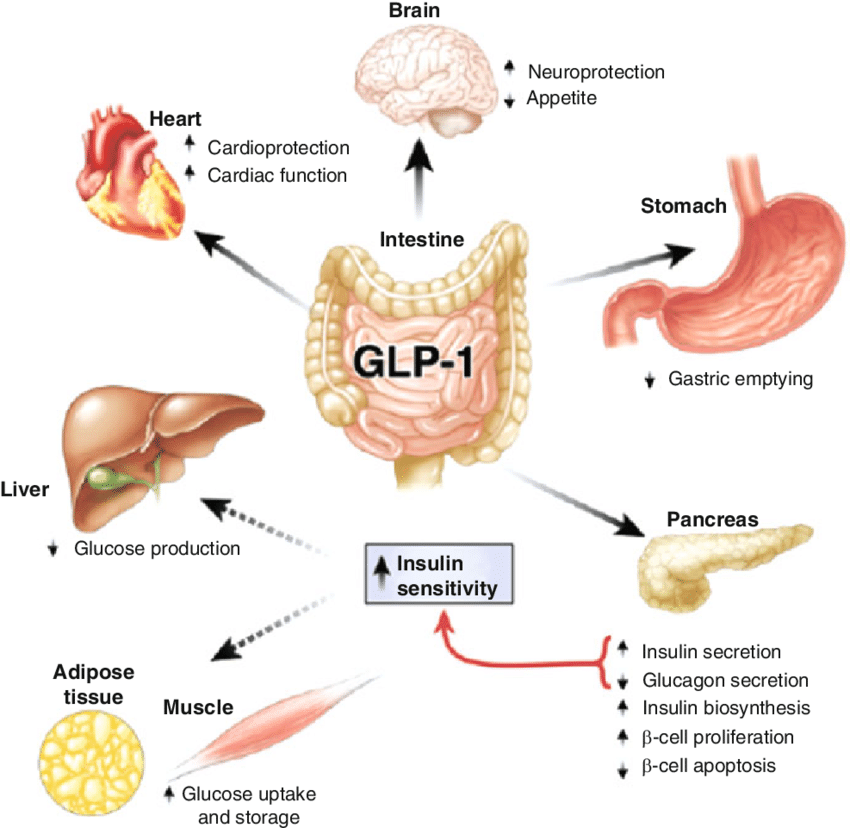 Brain
Neuroprotection
Appetite
Heart
Cardioprotection
Cardiac function
Intestine
GLP-1
Stomach
Gastric emptying
Liver
Glucose production
Insulin
sensitivity
Pancreas
Insulin secretion
Glucagon secretion
Insulin biosynthesis
β-cell proliferation
β-cell apoptosis
Adipose
tissue
Muscle
Glucose uptake
and storage